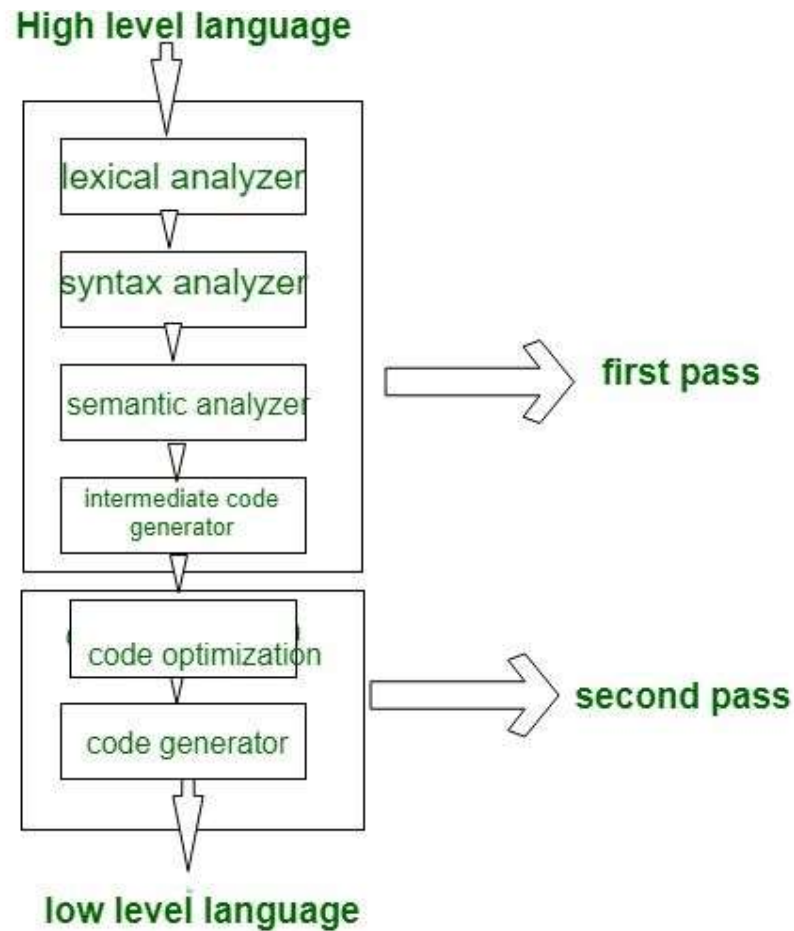 High level language
lexical analyzer
syntax analyzer
semantic analyzer
first pass
intermediate code
generator
code optimization
second pass
code generator
low level language